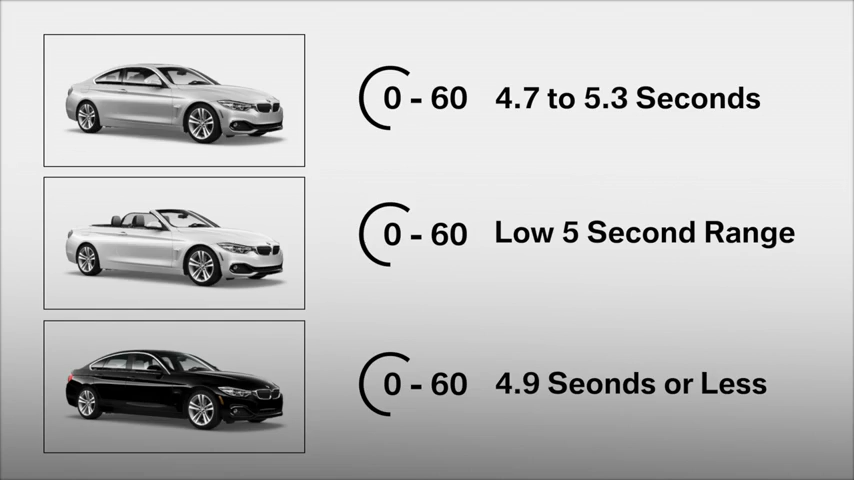 0 - 60 4.7 to 5.3 Seconds
0 - 60 Low 5 Second Range
0 - 60 4.9 Seonds or Less